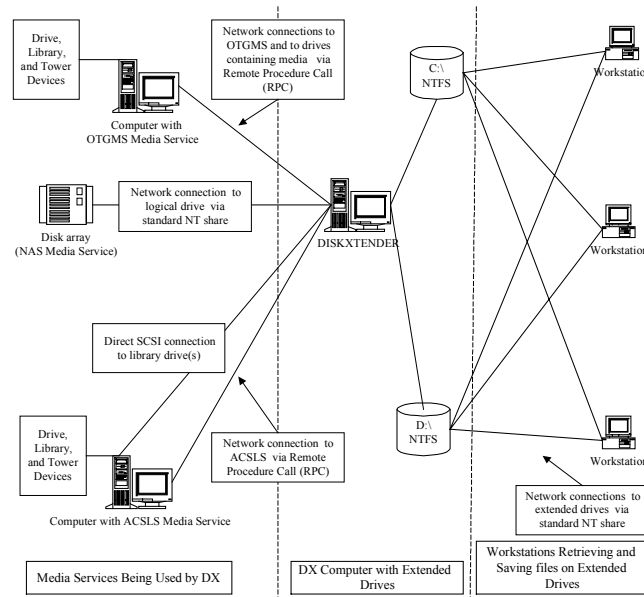 Drive,
Library,
and Tower
Devices
Computer with
OTGMS Media Service
Network connections to
OTGMS and to drives
containing media via
Remote Procedure Call
(RPC)
C:\
NTFS
Workstation
Disk array
(NAS Media Service)
Network connection to
logical drive via
standard NT share
DISKXTENDER
Workstation
Direct SCSI connection
to library drive(s)
Drive,
Library,
and Tower
Devices
Computer with ACSLS Media Service
Network connection to
ACSLS via Remote
Procedure Call (RPC)
D:\
NTFS
Workstation
Network connections to
extended drives via
standard NT share
Media Services Being Used by DX
DX Computer with Extended
Drives
Workstations Retrieving and
Saving files on Extended
Drives